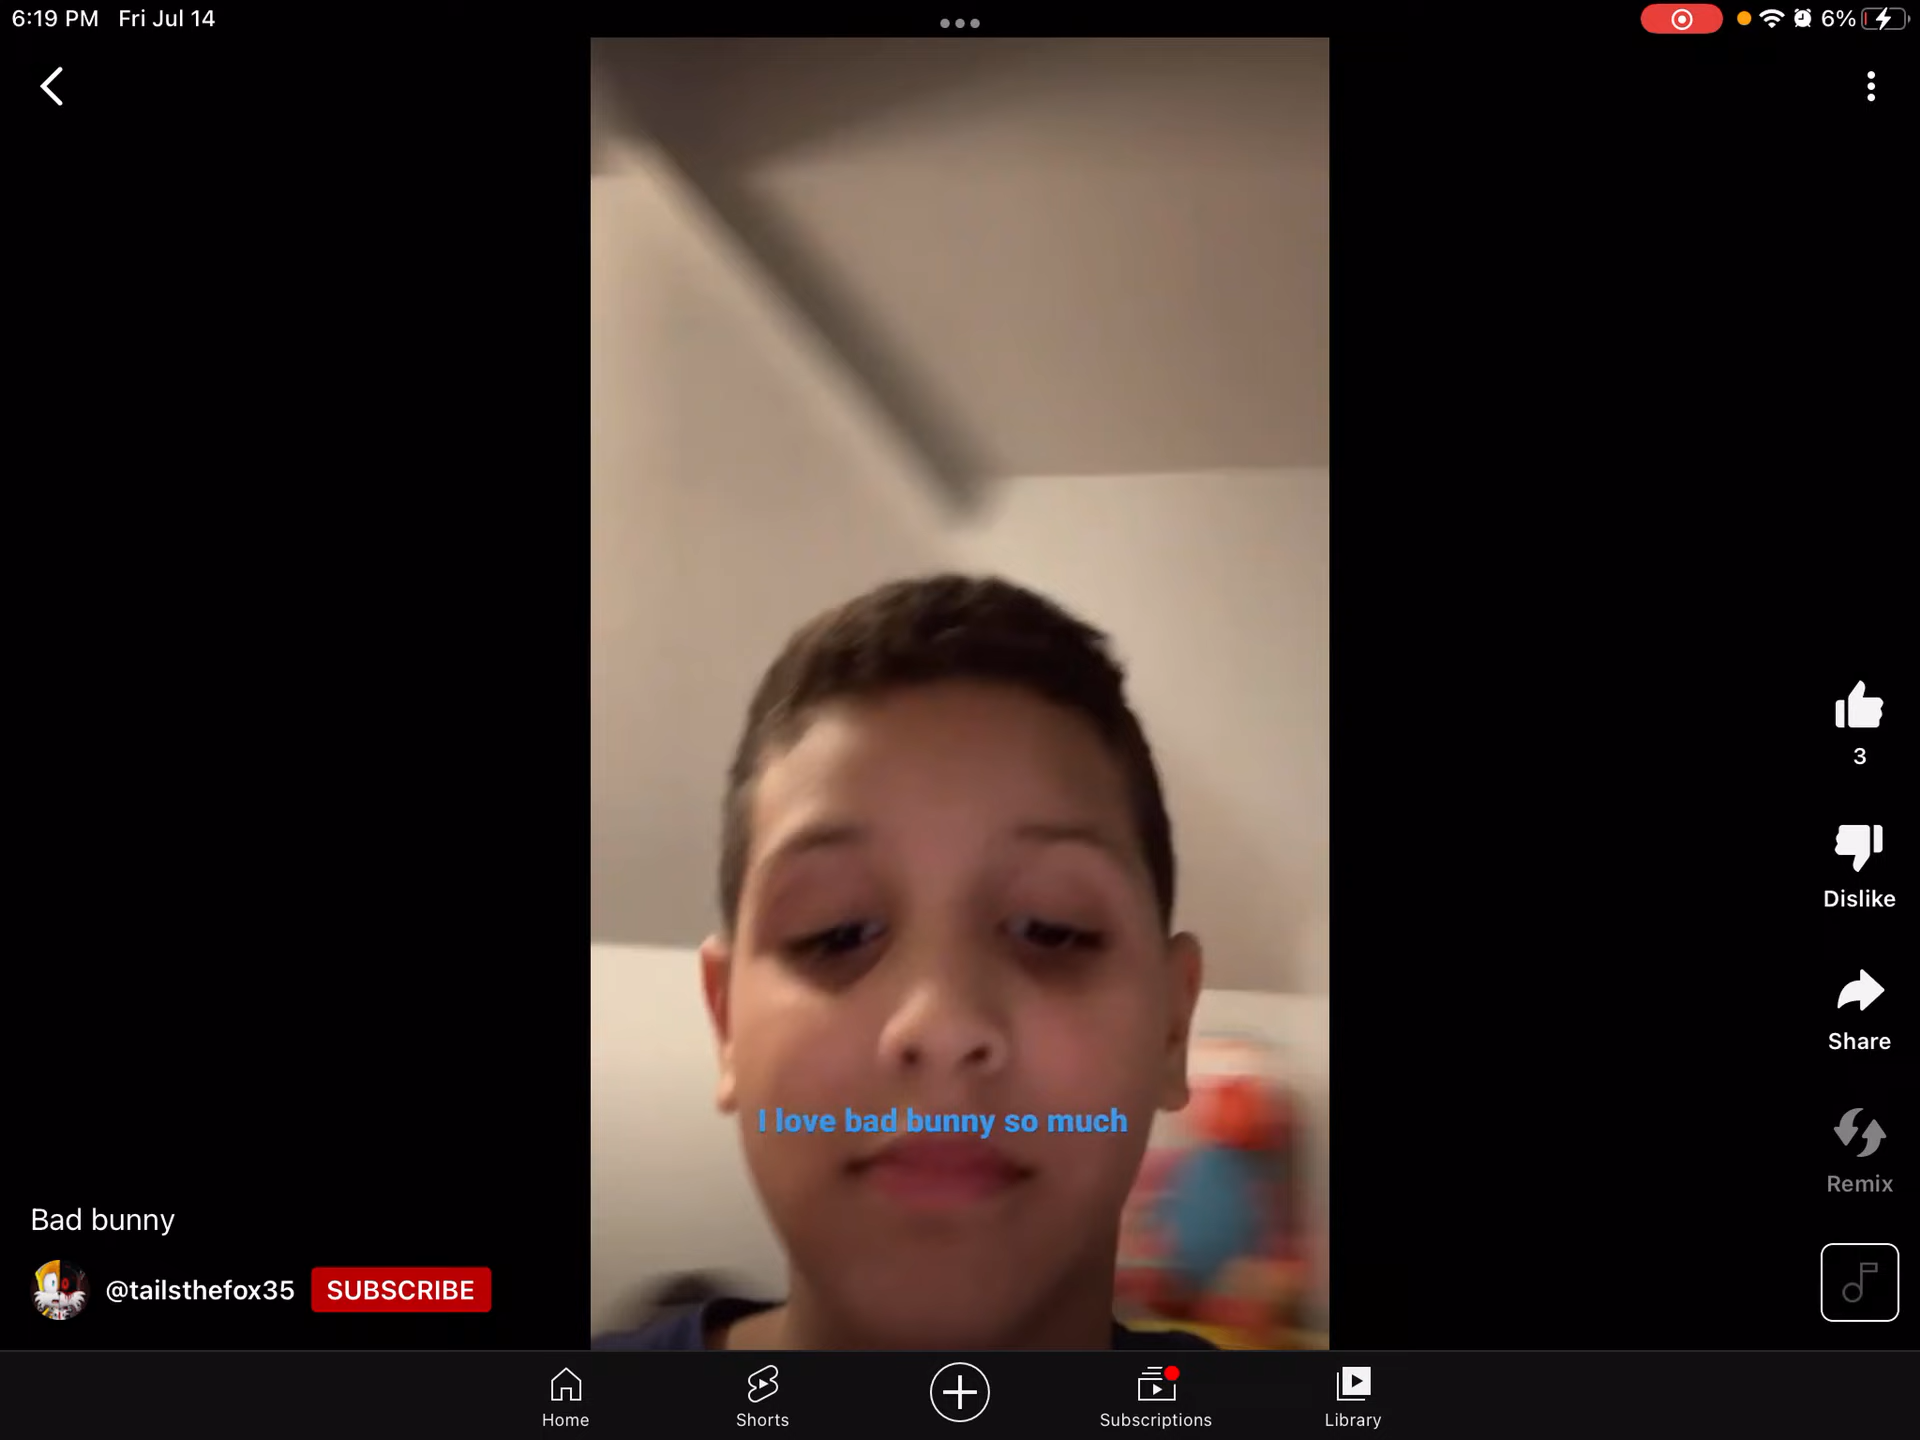 6:19 PM Fri Jul 14
6%
I love bad bunny so much
3
Dislike
Share
Remix
Bad bunny
@tailsthefox35 SUBSCRIBE
Home Shorts Subscriptions Library